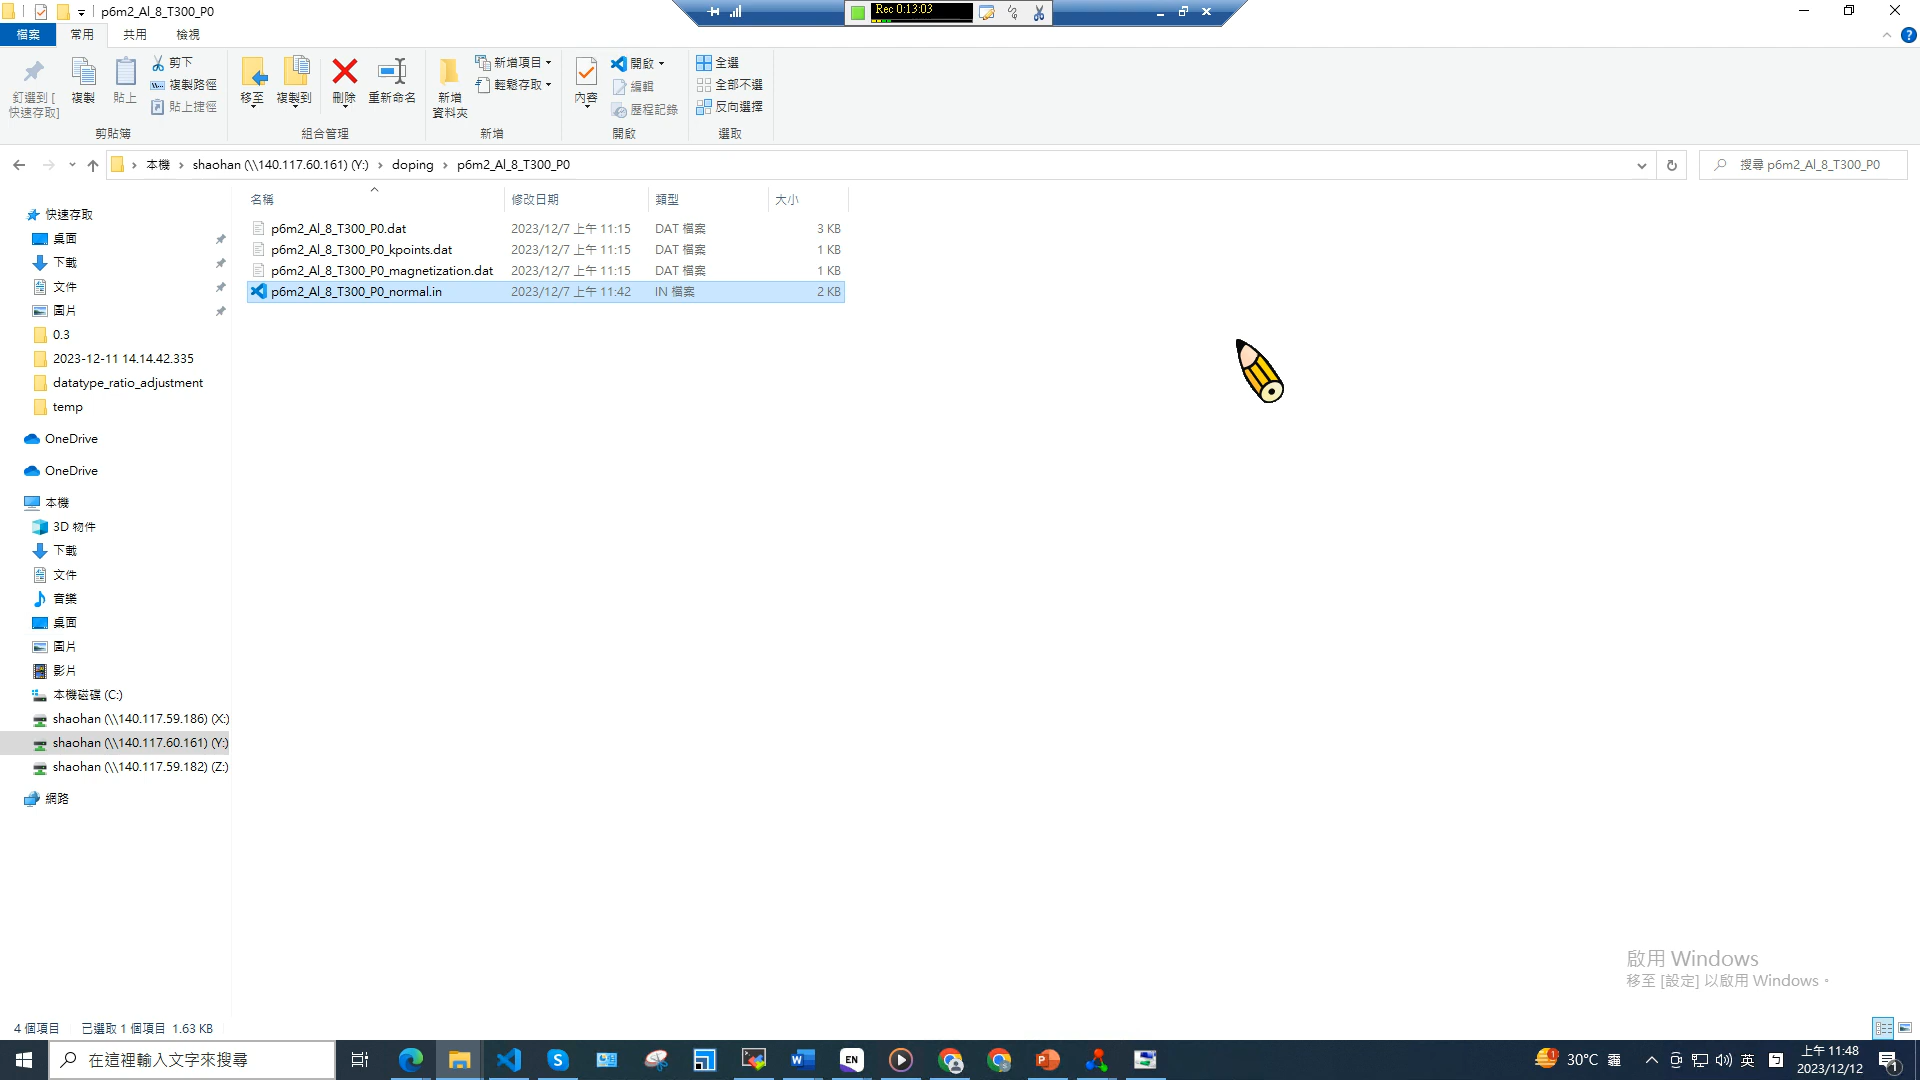 p6m2_Al_8_T300_P0
Rec 0:13:03
檔案
常用
共用
檢視
釘選到 [
快速存取]
複製
貼上
剪下
複製路徑
貼上捷徑
剪貼簿
移至
複製到
刪除
重新命名
組合管理
新增
資料夾
新增項目
輕鬆存取
新增
內容
開啟
編輯
歷程記錄
開啟
全選
全部不選
反向選擇
選取
本機 › shaohan (\\140.117.60.161) (Y:) › doping › p6m2_Al_8_T300_P0
搜尋 p6m2_Al_8_T300_P0
名稱 修改日期 類型 大小
p6m2_Al_8_T300_P0.dat 2023/12/7 上午 11:15 DAT 檔案 3 KB
p6m2_Al_8_T300_P0_kpoints.dat 2023/12/7 上午 11:15 DAT 檔案 1 KB
p6m2_Al_8_T300_P0_magnetization.dat 2023/12/7 上午 11:15 DAT 檔案 1 KB
p6m2_Al_8_T300_P0_normal.in 2023/12/7 上午 11:42 IN 檔案 2 KB
快速存取
桌面
下載
文件
圖片
0.3
2023-12-11 14.14.42.335
datatype_ratio_adjustment
temp
OneDrive
OneDrive
本機
3D 物件
下載
文件
音樂
桌面
圖片
影片
本機磁碟 (C:)
shaohan (\\140.117.59.186) (X:)
shaohan (\\140.117.60.161) (Y:)
shaohan (\\140.117.59.182) (Z:)
網路
啟用 Windows
移至 [設定] 以啟用 Windows。
4 個項目 已選取 1 個項目 1.63 KB
在這裡輸入文字來搜尋
EN
30°C 霾
英
上午 11:48
2023/12/12
1